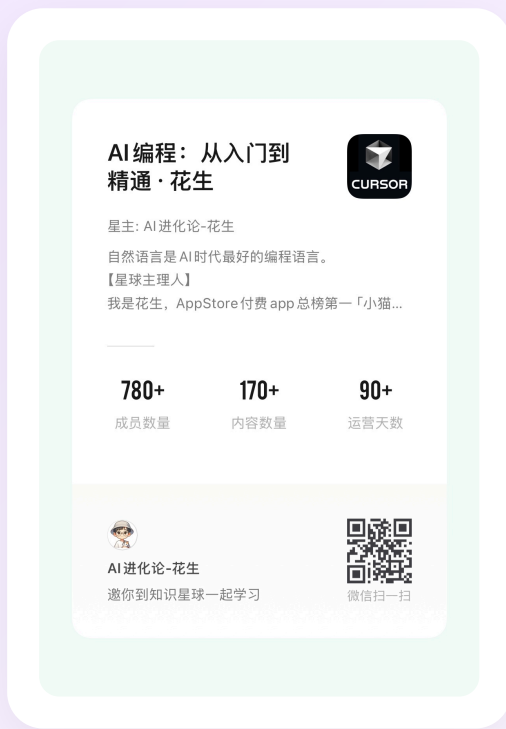 AI编程：从入门到
精通·花生
CURSOR
星主: AI进化论-花生
自然语言是AI时代最好的编程语言。
【星球主理人】
我是花生，AppStore付费app总榜第一「小猫...
780+
170+
90+
成员数量
内容数量
运营天数
AI进化论-花生
邀你到知识星球一起学习
微信扫一扫